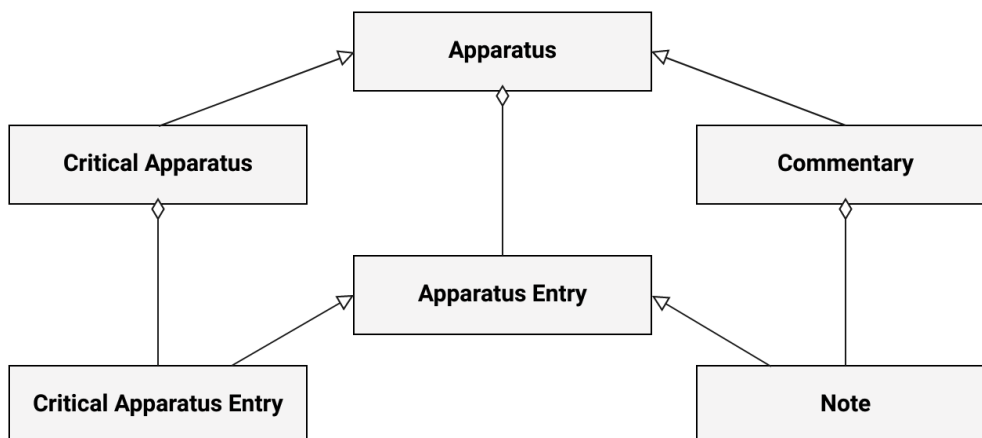 Apparatus
Critical Apparatus
Commentary
Apparatus Entry
Critical Apparatus Entry
Note